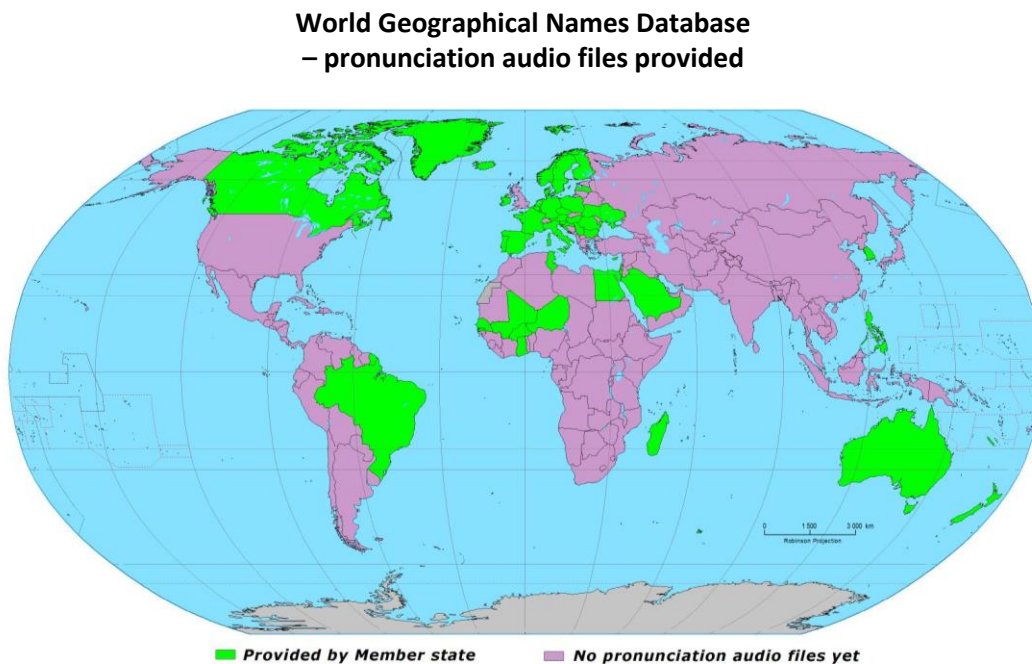 World Geographical Names Database
– pronunciation audio files provided
0 1 500 3 000 km
Robinson Projection
Provided by Member state
No pronunciation audio files yet